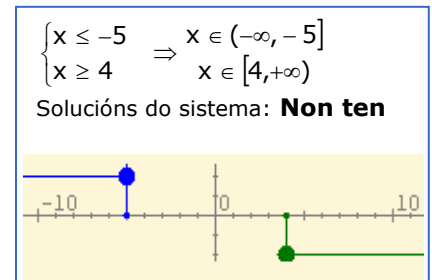 {x ≤ −5 ⇒ x ∈ (−∞, − 5]
{x ≥ 4 x ∈ [4,+∞)
Solucións do sistema: Non ten
-10 0 10